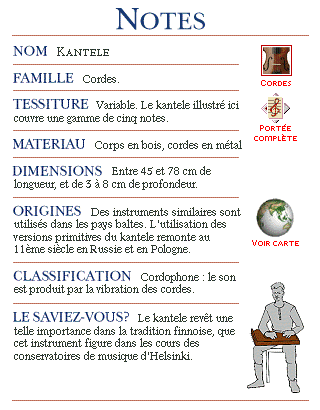 NOTES
NOM Kantele
FAMILLE Cordes.
Cordes
TESSITURE Variable. Le kantele illustré ici
couvre une gamme de cinq notes.
Portée
complète
MATERIAU Corps en bois, cordes en métal
DIMENSIONS Entre 45 et 78 cm de
longueur, et de 3 à 8 cm de profondeur.
ORIGINES Des instruments similaires sont
utilisés dans les pays baltes. L'utilisation des
versions primitives du kantele remonte au
11ème siècle en Russie et en Pologne.
Voir carte
CLASSIFICATION Cordophone : le son
est produit par la vibration des cordes.
LE SAVIEZ-VOUS? Le kantele revêt une
telle importance dans la tradition finnoise, que
cet instrument figure dans les cours des
conservatoires de musique d'Helsinki.